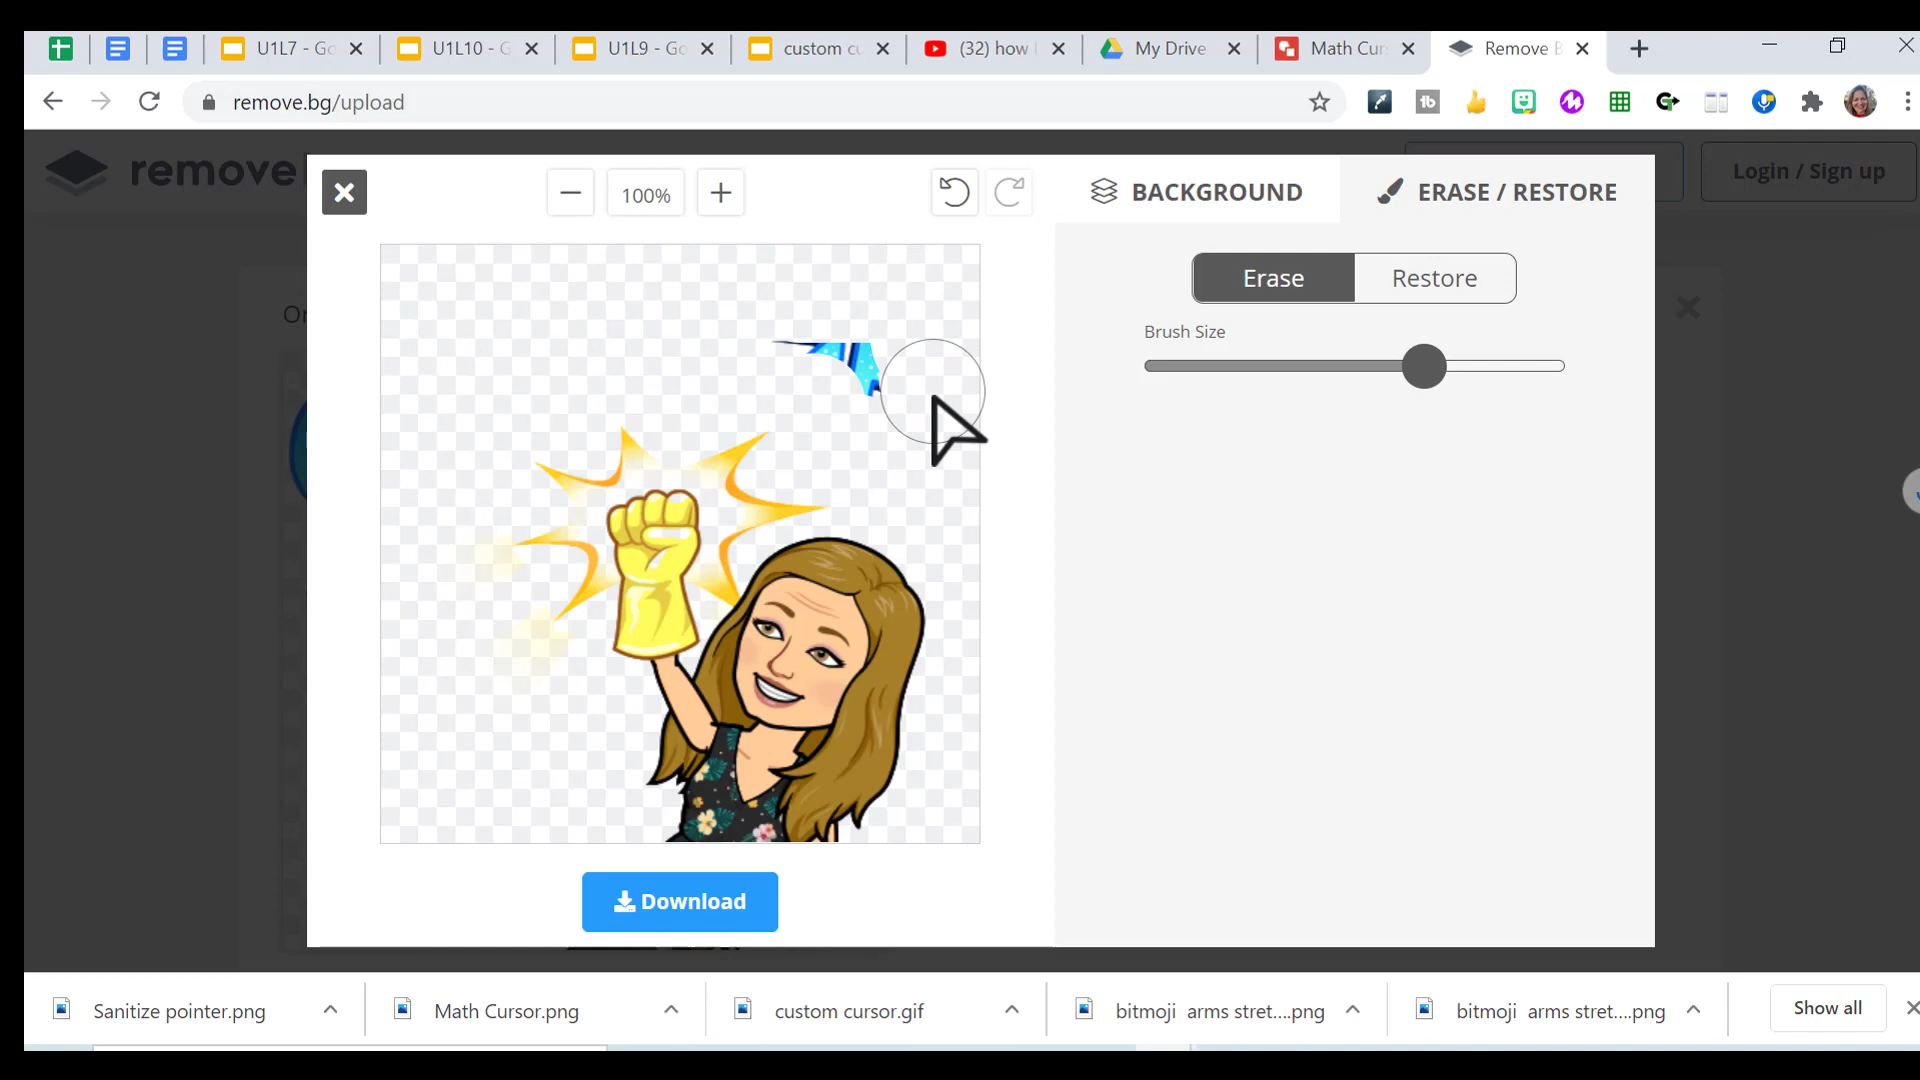 U1L7 - Go
U1L10 - G
U1L9 - Go
custom cu
(32) how
My Drive
Math Cur
Remove B
remove.bg/upload
remove
Login / Sign up
100%
BACKGROUND
ERASE / RESTORE
Erase
Restore
Brush Size
Or
Download
Sanitize pointer.png
Math Cursor.png
custom cursor.gif
bitmoji arms stret....png
bitmoji arms stret....png
Show all